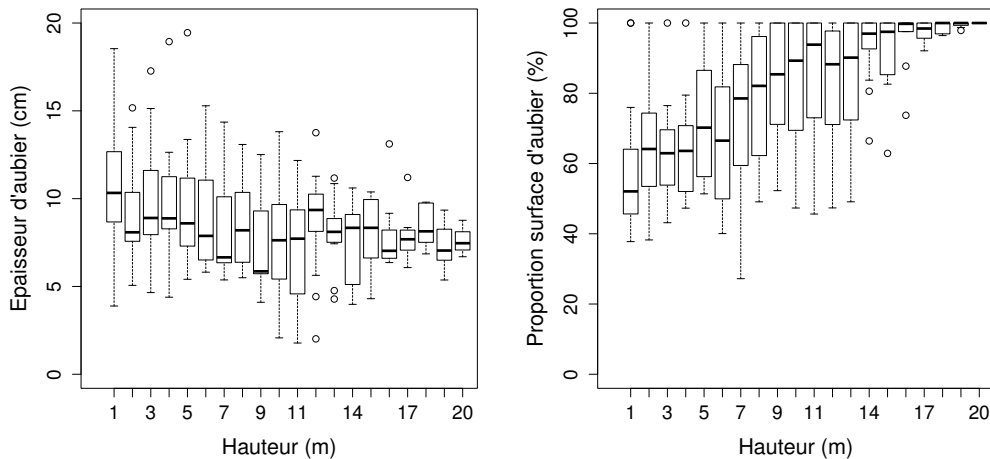 Epaisseur d'aubier (cm)
0
5
10
15
20
1 3 5 7 9 11 14 17 20
Hauteur (m)
Proportion surface d'aubier (%)
0
20
40
60
80
100
1 3 5 7 9 11 14 17 20
Hauteur (m)